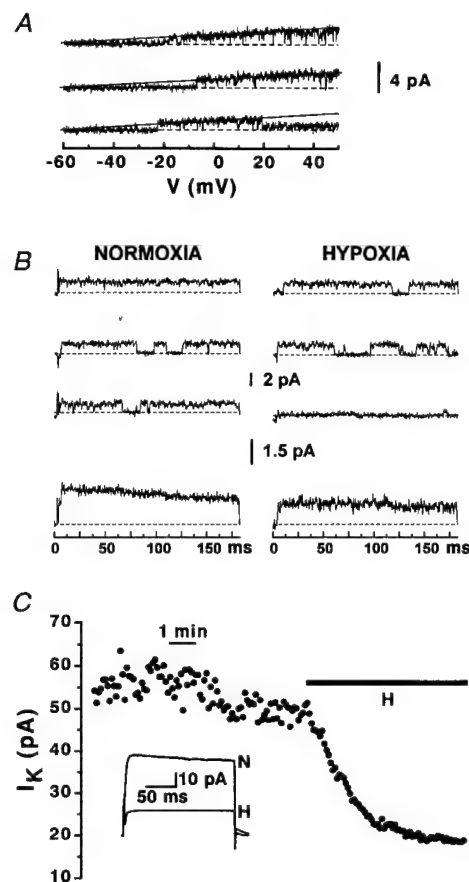 A
4 pA
-60 -40 -20 0 20 40
V (mV)
B
NORMOXIA HYPOXIA
2 pA
1.5 pA
0 50 100 150 ms 0 50 100 150 ms
C
70
60
50
40
30
20
10
I_K (pA)
1 min
H
N
10 pA
50 ms
H